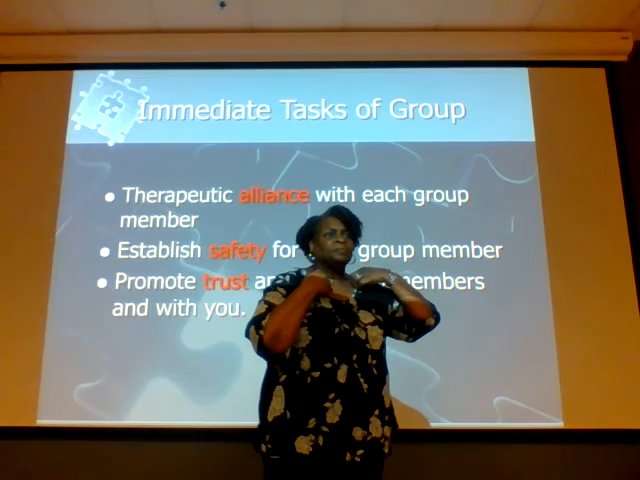 Immediate Tasks of Group
• Therapeutic alliance with each group
member
• Establish safety for group member
• Promote trust members
and with you.